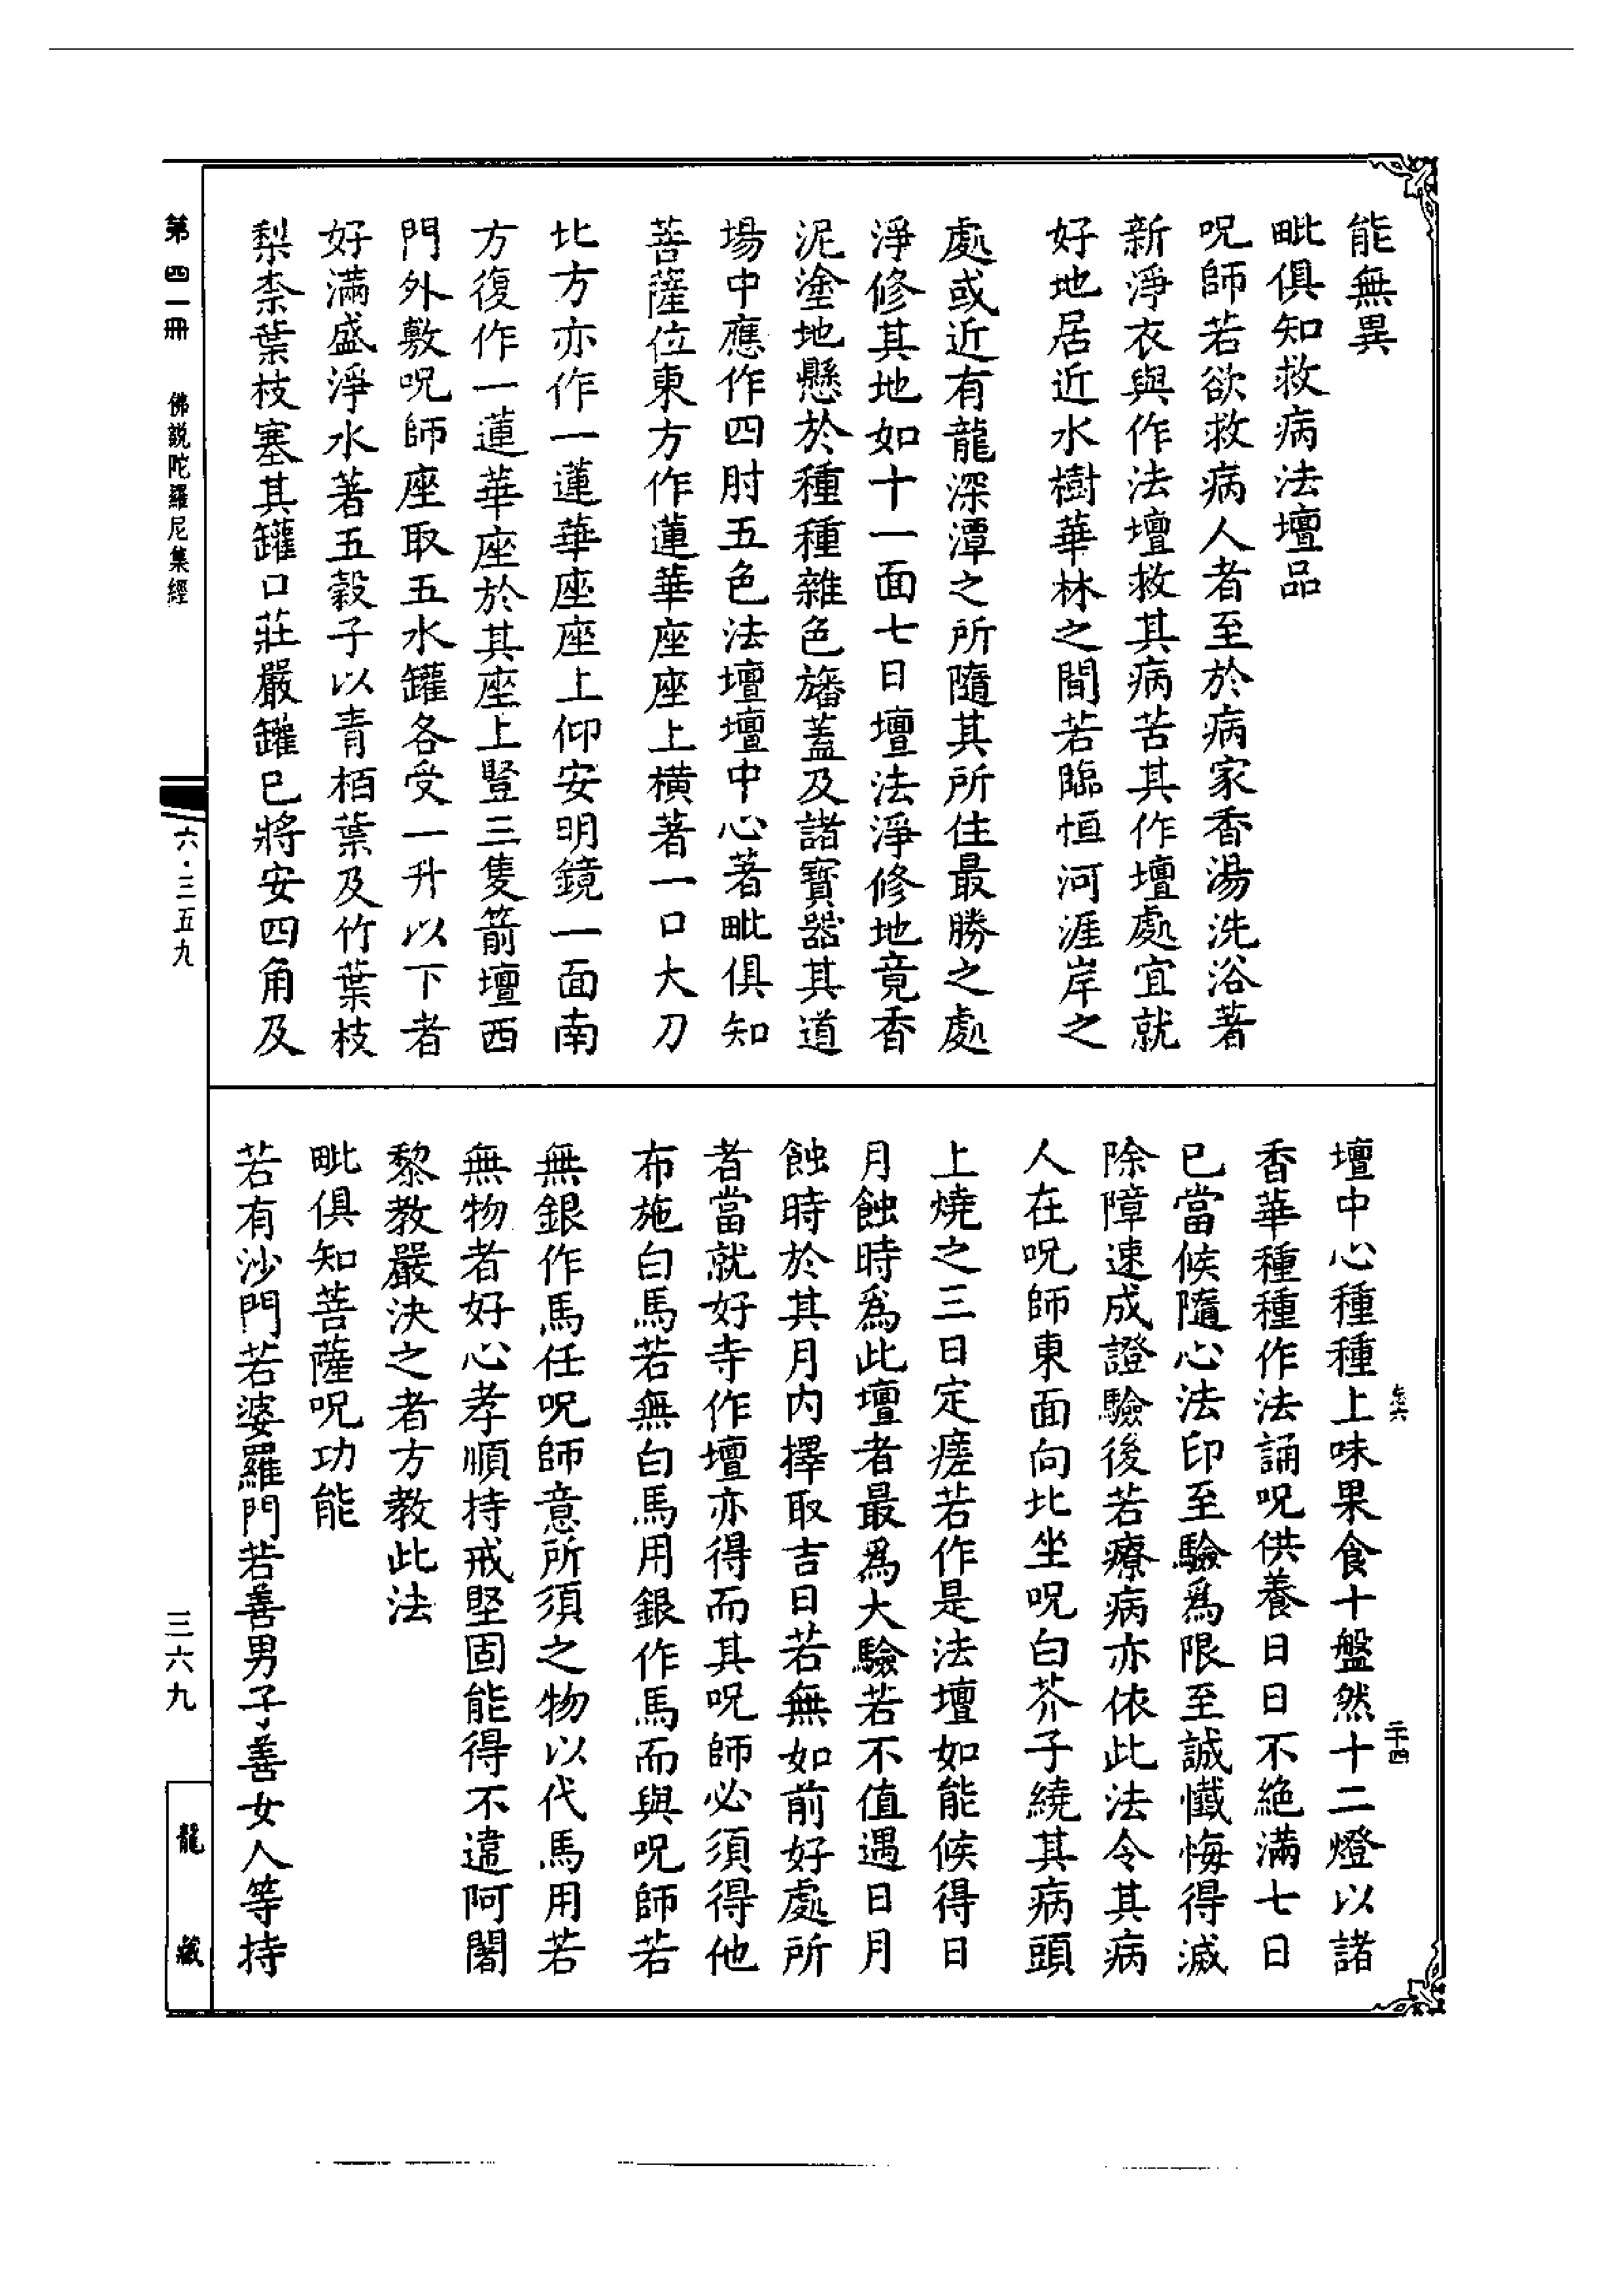 能無異
毗俱知救病法壇品
呪師若欲救病人者至於病家香湯洗浴著
新淨衣與作法壇救其病苦其作壇處宜就
好地居近水樹華林之間若臨恒河涯岸之
處或近有龍深潭之所隨其所住最勝之處
淨修其地如十一面七日壇法淨修地竟香
泥塗地懸於種種雜色旛蓋及諸寶器其道
場中應作四肘五色法壇壇中心著毗俱知
菩薩位東方作蓮華座座上橫著一口大刀
北方亦作一蓮華座座上仰安明鏡一面南
方復作一蓮華座於其座上豎三隻箭壇西
門外敷呪師座取五水罐各受一升以下者
好滿盛淨水著五穀子以青栢葉及竹葉枝
梨柰葉枝塞其罐口莊嚴罐已將安四角及
壇中心種種上味果食十盤然十二燈以諸
香華種種作法誦呪供養日日不絕滿七日
已當候隨心法印至驗爲限至誠懺悔得滅
除障速成證驗後若療病亦依此法令其病
人在呪師東面向北坐呪白芥子繞其病頭
上燒之三日定瘥若作是法壇如能候得日
月蝕時爲此壇者最爲大驗若不值遇日月
蝕時於其月內擇取吉日若無如前好處所
者當就好寺作壇亦得而其呪師必須得他
布施白馬若無白馬用銀作馬而與呪師若
無銀作馬任呪師意所須之物以代馬用若
無物者好心孝順持戒堅固能得不違阿闍
黎教嚴決之者方教此法
毗俱知菩薩呪功能
若有沙門若婆羅門若善男子善女人等持
卷六
二十四
第四一冊
佛說陀羅尼集經
六·三五九
三六九
龍藏